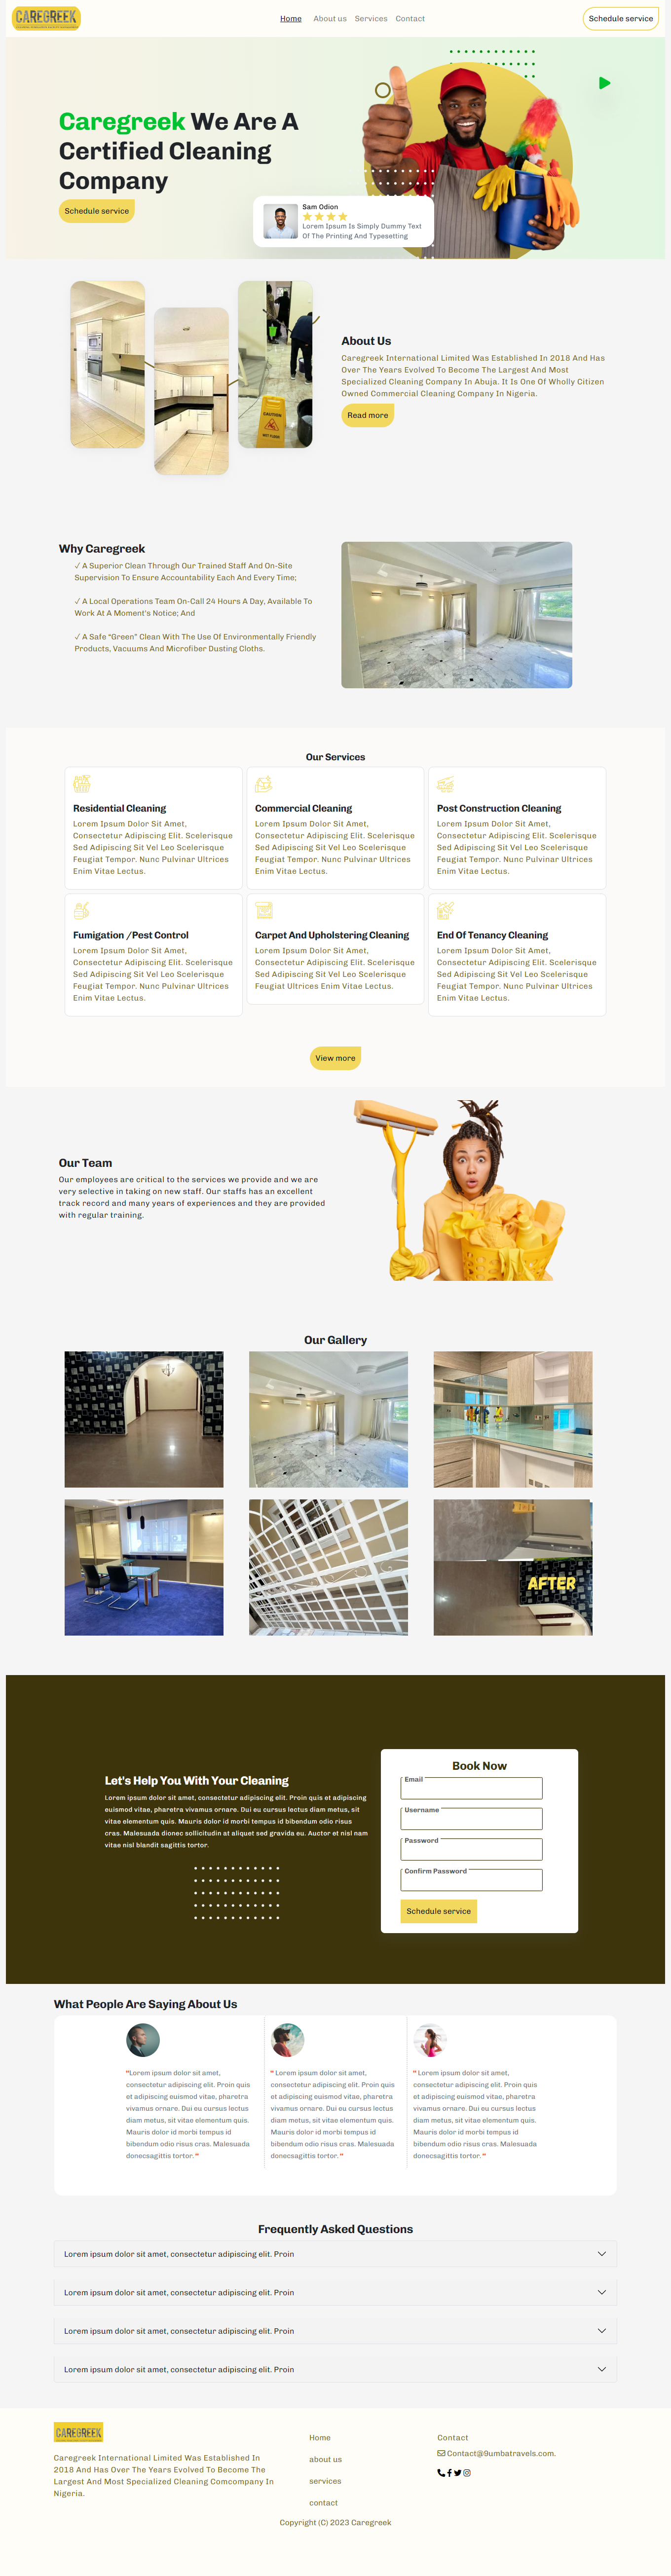 CAREGREEK
Home About us Services Contact
Schedule service
Caregreek We Are A
Certified Cleaning
Company
Schedule service
Sam Odion
Lorem Ipsum Is Simply Dummy Text
Of The Printing And Typesetting
About Us
Caregreek International Limited Was Established In 2018 And Has
Over The Years Evolved To Become The Largest And Most
Specialized Cleaning Company In Abuja. It Is One Of Wholly Citizen
Owned Commercial Cleaning Company In Nigeria.
Read more
CAUTION
WET FLOOR
Why Caregreek
✓ A Superior Clean Through Our Trained Staff And On-Site
Supervision To Ensure Accountability Each And Every Time;
✓ A Local Operations Team On-Call 24 Hours A Day, Available To
Work At A Moment's Notice; And
✓ A Safe “Green” Clean With The Use Of Environmentally Friendly
Products, Vacuums And Microfiber Dusting Cloths.
Our Services
Residential Cleaning
Lorem Ipsum Dolor Sit Amet,
Consectetur Adipiscing Elit. Scelerisque
Sed Adipiscing Sit Vel Leo Scelerisque
Feugiat Tempor. Nunc Pulvinar Ultrices
Enim Vitae Lectus.
Commercial Cleaning
Lorem Ipsum Dolor Sit Amet,
Consectetur Adipiscing Elit. Scelerisque
Sed Adipiscing Sit Vel Leo Scelerisque
Feugiat Tempor. Nunc Pulvinar Ultrices
Enim Vitae Lectus.
Post Construction Cleaning
Lorem Ipsum Dolor Sit Amet,
Consectetur Adipiscing Elit. Scelerisque
Sed Adipiscing Sit Vel Leo Scelerisque
Feugiat Tempor. Nunc Pulvinar Ultrices
Enim Vitae Lectus.
Fumigation /Pest Control
Lorem Ipsum Dolor Sit Amet,
Consectetur Adipiscing Elit. Scelerisque
Sed Adipiscing Sit Vel Leo Scelerisque
Feugiat Tempor. Nunc Pulvinar Ultrices
Enim Vitae Lectus.
Carpet And Upholstering Cleaning
Lorem Ipsum Dolor Sit Amet,
Consectetur Adipiscing Elit. Scelerisque
Sed Adipiscing Sit Vel Leo Scelerisque
Feugiat Ultrices Enim Vitae Lectus.
End Of Tenancy Cleaning
Lorem Ipsum Dolor Sit Amet,
Consectetur Adipiscing Elit. Scelerisque
Sed Adipiscing Sit Vel Leo Scelerisque
Feugiat Tempor. Nunc Pulvinar Ultrices
Enim Vitae Lectus.
View more
Our Team
Our employees are critical to the services we provide and we are
very selective in taking on new staff. Our staffs has an excellent
track record and many years of experiences and they are provided
with regular training.
Our Gallery
AFTER
Let's Help You With Your Cleaning
Lorem ipsum dolor sit amet, consectetur adipiscing elit. Proin quis et adipiscing
euismod vitae, pharetra vivamus ornare. Dui eu cursus lectus diam metus, sit
vitae elementum quis. Mauris dolor id morbi tempus id bibendum odio risus
cras. Malesuada dionec sollicitudin at aliquet sed gravida eu. Auctor et nisl nam
vitae nisl blandit sagittis tortor.
Book Now
Email
Username
Password
Confirm Password
Schedule service
What People Are Saying About Us
"Lorem ipsum dolor sit amet,
consectetur adipiscing elit. Proin quis
et adipiscing euismod vitae, pharetra
vivamus ornare. Dui eu cursus lectus
diam metus, sit vitae elementum quis.
Mauris dolor id morbi tempus id
bibendum odio risus cras. Malesuada
donecsagittis tortor. "
" Lorem ipsum dolor sit amet,
consectetur adipiscing elit. Proin quis
et adipiscing euismod vitae, pharetra
vivamus ornare. Dui eu cursus lectus
diam metus, sit vitae elementum quis.
Mauris dolor id morbi tempus id
bibendum odio risus cras. Malesuada
donecsagittis tortor. "
" Lorem ipsum dolor sit amet,
consectetur adipiscing elit. Proin quis
et adipiscing euismod vitae, pharetra
vivamus ornare. Dui eu cursus lectus
diam metus, sit vitae elementum quis.
Mauris dolor id morbi tempus id
bibendum odio risus cras. Malesuada
donecsagittis tortor. "
Frequently Asked Questions
Lorem ipsum dolor sit amet, consectetur adipiscing elit. Proin
Lorem ipsum dolor sit amet, consectetur adipiscing elit. Proin
Lorem ipsum dolor sit amet, consectetur adipiscing elit. Proin
Lorem ipsum dolor sit amet, consectetur adipiscing elit. Proin
CAREGREEK
Caregreek International Limited Was Established In
2018 And Has Over The Years Evolved To Become The
Largest And Most Specialized Cleaning Comcompany In
Nigeria.
Home
about us
services
contact
Contact
Contact@9umbatravels.com.
Copyright (C) 2023 Caregreek